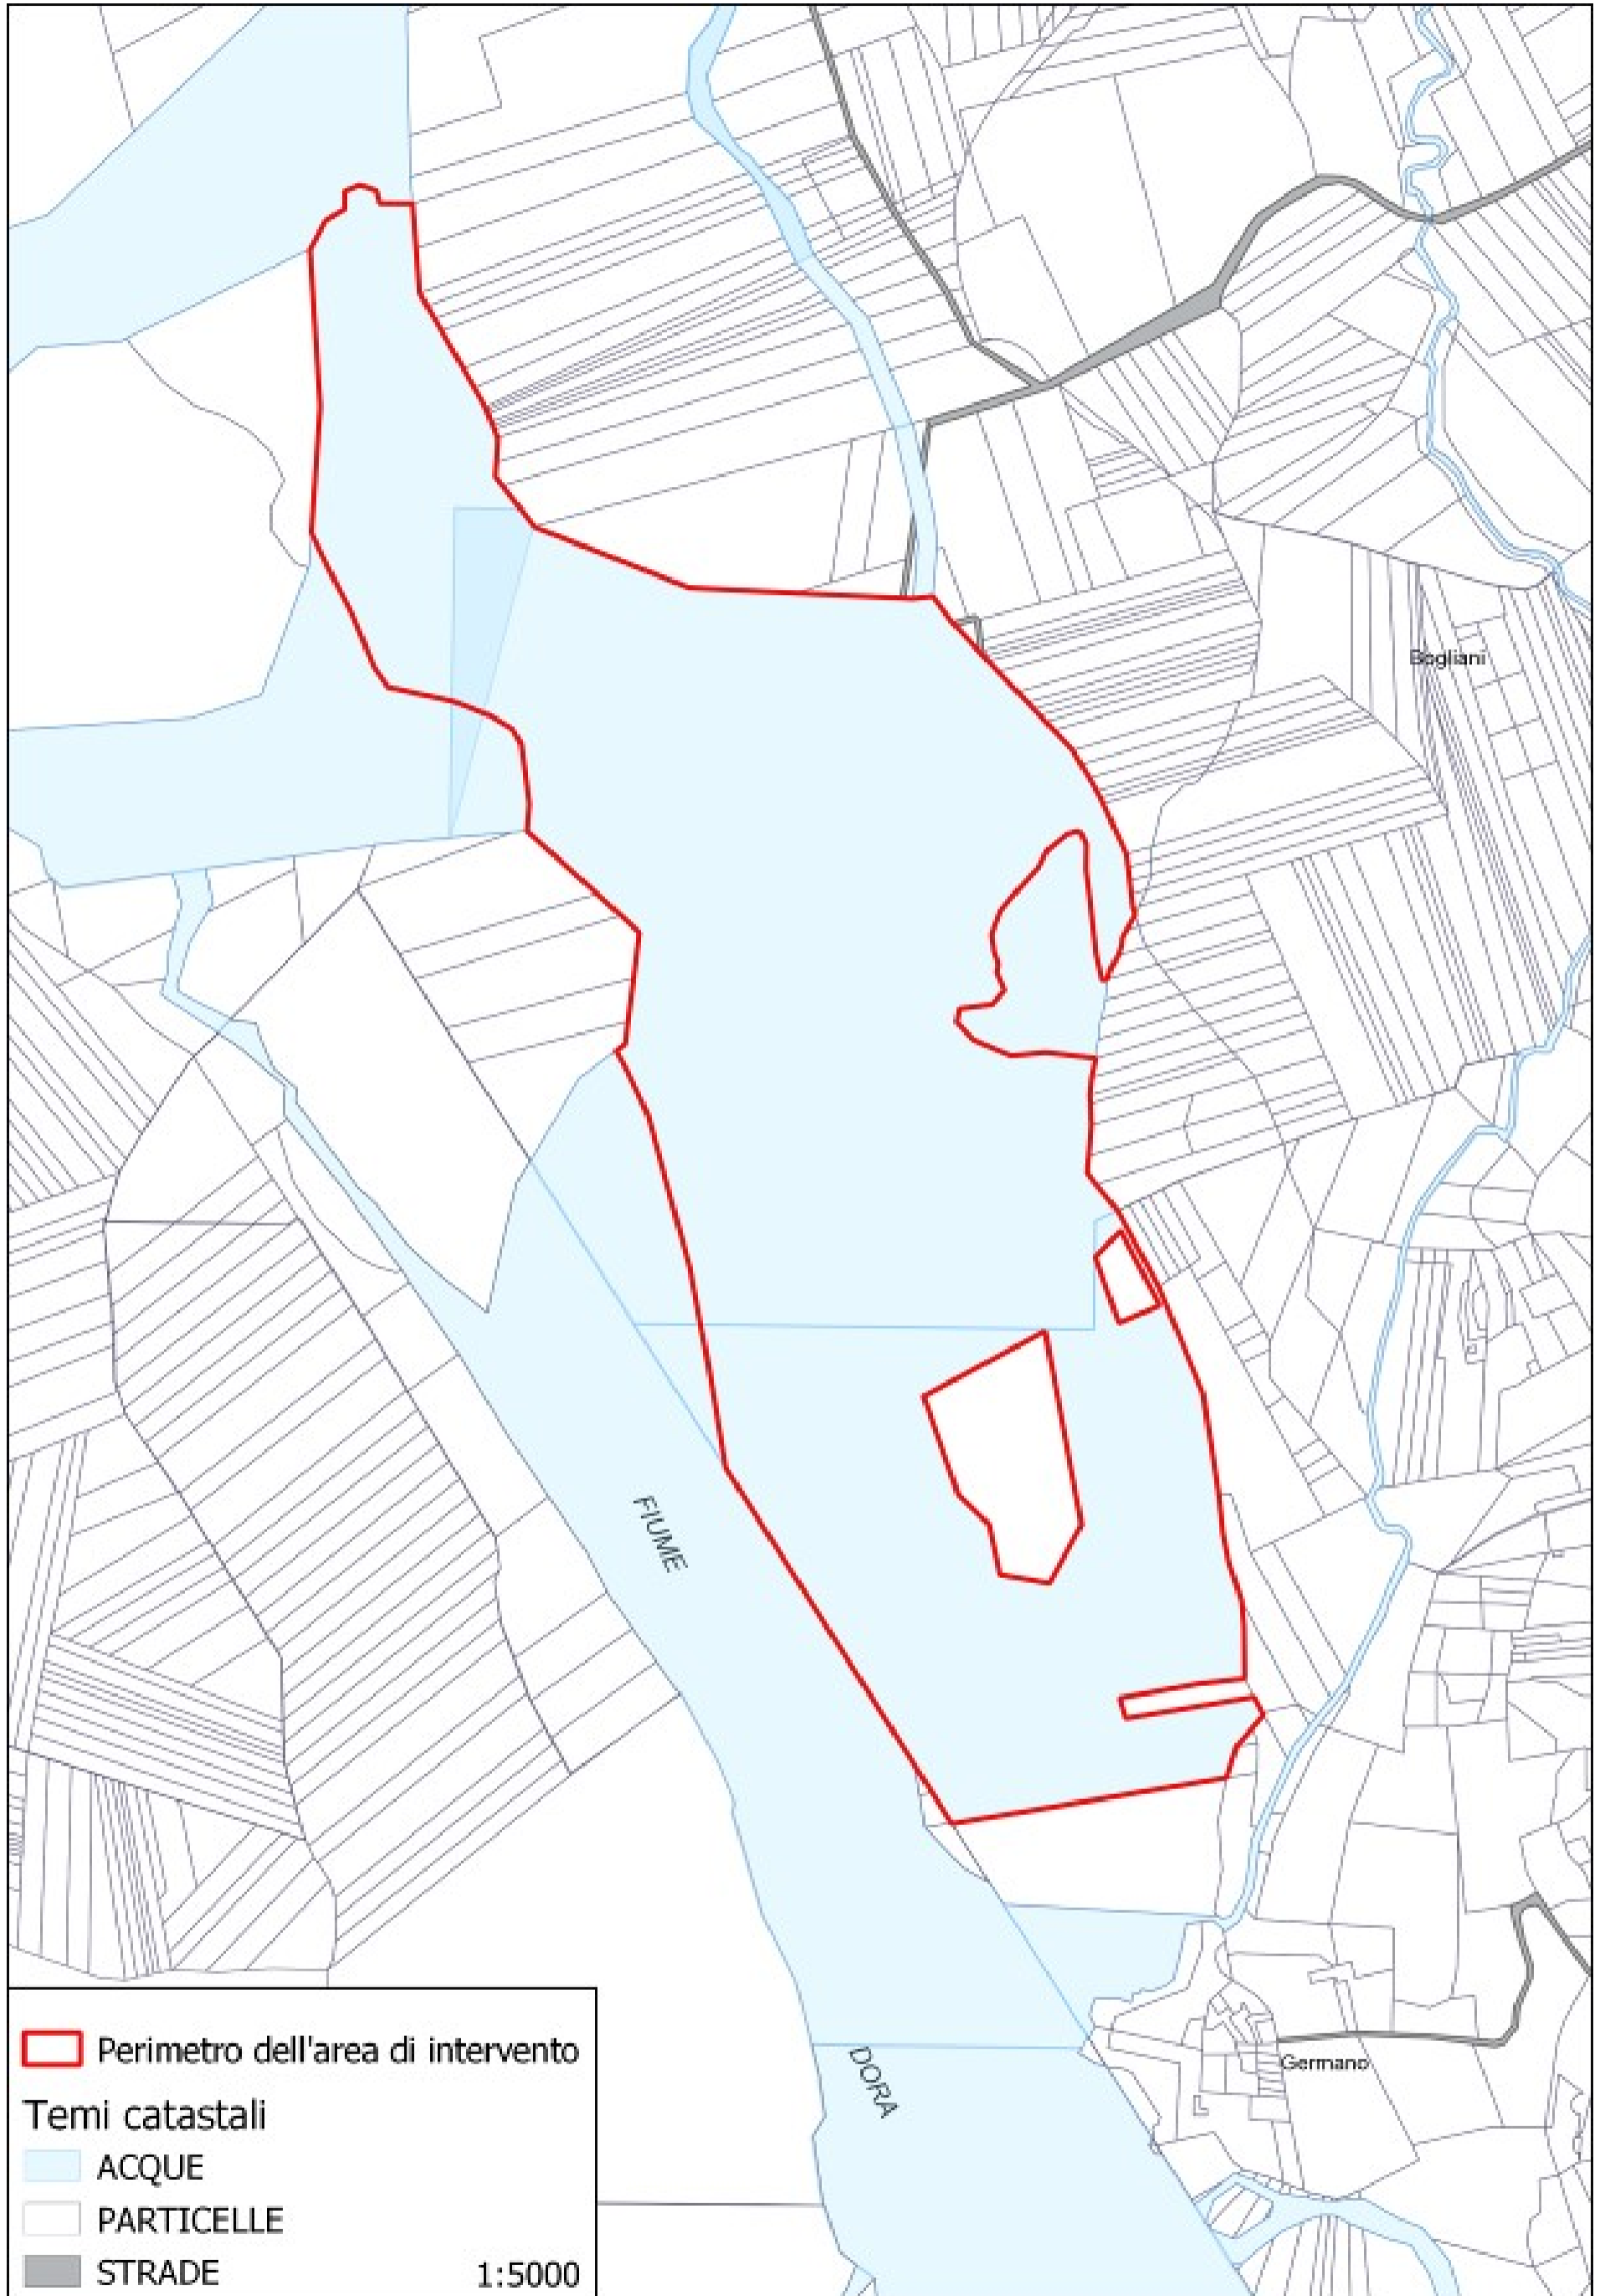 Bogliani
FIUME
DORA
Germano
Perimetro dell'area di intervento
Temi catastali
ACQUE
PARTICELLE
STRADE 1:5000